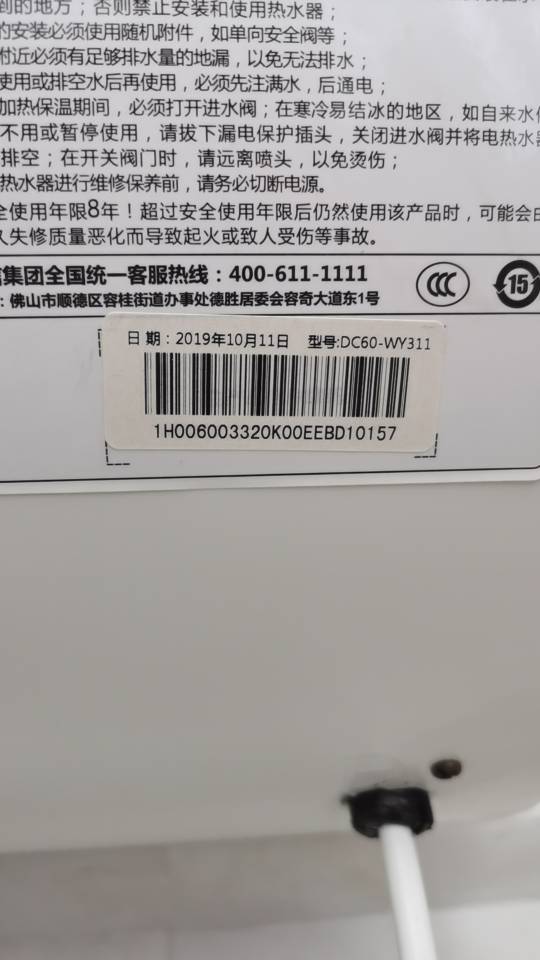 到的地方；否则禁止安装和使用热水器；
的安装必须使用随机附件，如单向安全阀等；
附近必须有足够排水量的地漏，以免无法排水；
使用或排空水后再使用，必须先注满水，后通电；
加热保温期间，必须打开进水阀；在寒冷易结冰的地区，如自来水
不用或暂停使用，请拔下漏电保护插头，关闭进水阀并将电热水器
排空；在开关阀门时，请远离喷头，以免烫伤；
热水器进行维修保养前，请务必切断电源。
全使用年限8年！超过安全使用年限后仍然使用该产品时，可能会由
久失修质量恶化而导致起火或致人受伤等事故。
集团全国统一客服热线：400-611-1111
：佛山市顺德区容桂街道办事处德胜居委会容奇大道东1号
CCC
15
日期：2019年10月11日 型号:DC60-WY311
1H006003320K00EEBD10157